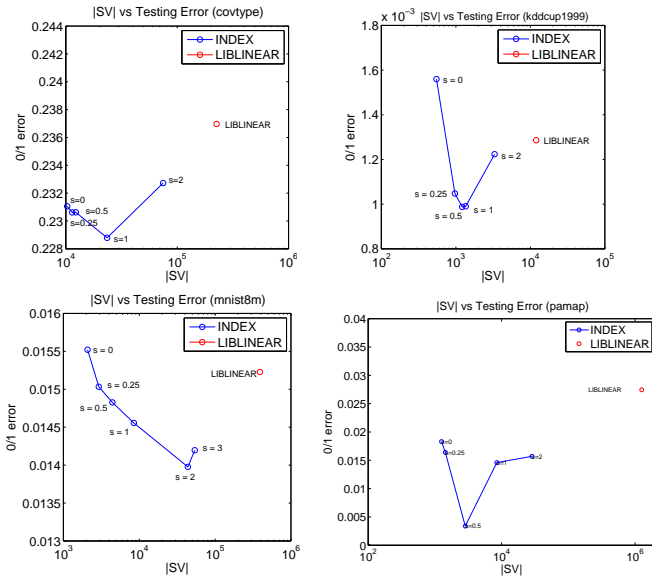 |SV| vs Testing Error (covtype)
0.244
0.242
0.24
0.238
0.236
0.234
0.232
0.23
0.228
0/1 error
INDEX
LIBLINEAR
LIBLINEAR
s=0
s=0.5
s=0.25
s=1
s=2
10^4
10^5
10^6
|SV|
x 10^-3
|SV| vs Testing Error (kddcup1999)
1.8
1.6
1.4
1.2
1
0.8
0/1 error
INDEX
LIBLINEAR
s = 0
LIBLINEAR
s = 2
s = 0.25
s = 0.5
s = 1
10^2
10^3
10^4
10^5
|SV|
|SV| vs Testing Error (mnist8m)
0.016
0.0155
0.015
0.0145
0.014
0.0135
0.013
0/1 error
INDEX
LIBLINEAR
s = 0
LIBLINEAR
s = 0.25
s = 0.5
s = 1
s = 3
s = 2
10^3
10^4
10^5
10^6
|SV|
|SV| vs Testing Error (pamap)
0.04
0.035
0.03
0.025
0.02
0.015
0.01
0.005
0
0/1 error
INDEX
LIBLINEAR
LIBLINEAR
s=0
s=0.25
s=1
s=2
s=0.5
10^2
10^4
10^6
|SV|